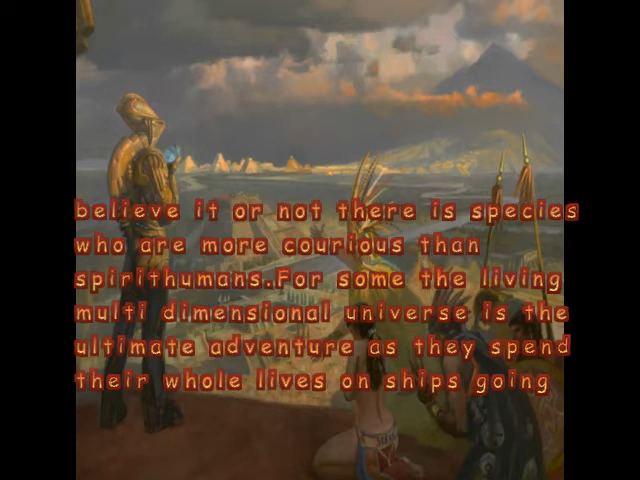 believe it or not there is species
who are more courious than
spirithumans.For some the living
multi dimensional universe is the
ultimate adventure as they spend
their whole lives on ships going